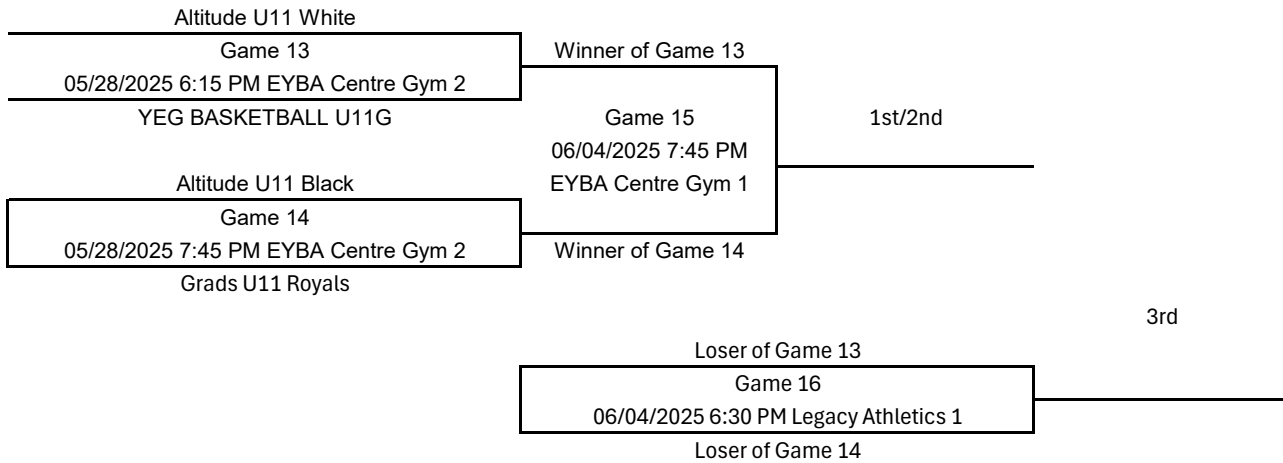 Altitude U11 White
Game 13
05/28/2025 6:15 PM EYBA Centre Gym 2
YEG BASKETBALL U11G
Winner of Game 13
Game 15
06/04/2025 7:45 PM
EYBA Centre Gym 1
1st/2nd
Altitude U11 Black
Game 14
05/28/2025 7:45 PM EYBA Centre Gym 2
Grads U11 Royals
Winner of Game 14
3rd
Loser of Game 13
Game 16
06/04/2025 6:30 PM Legacy Athletics 1
Loser of Game 14